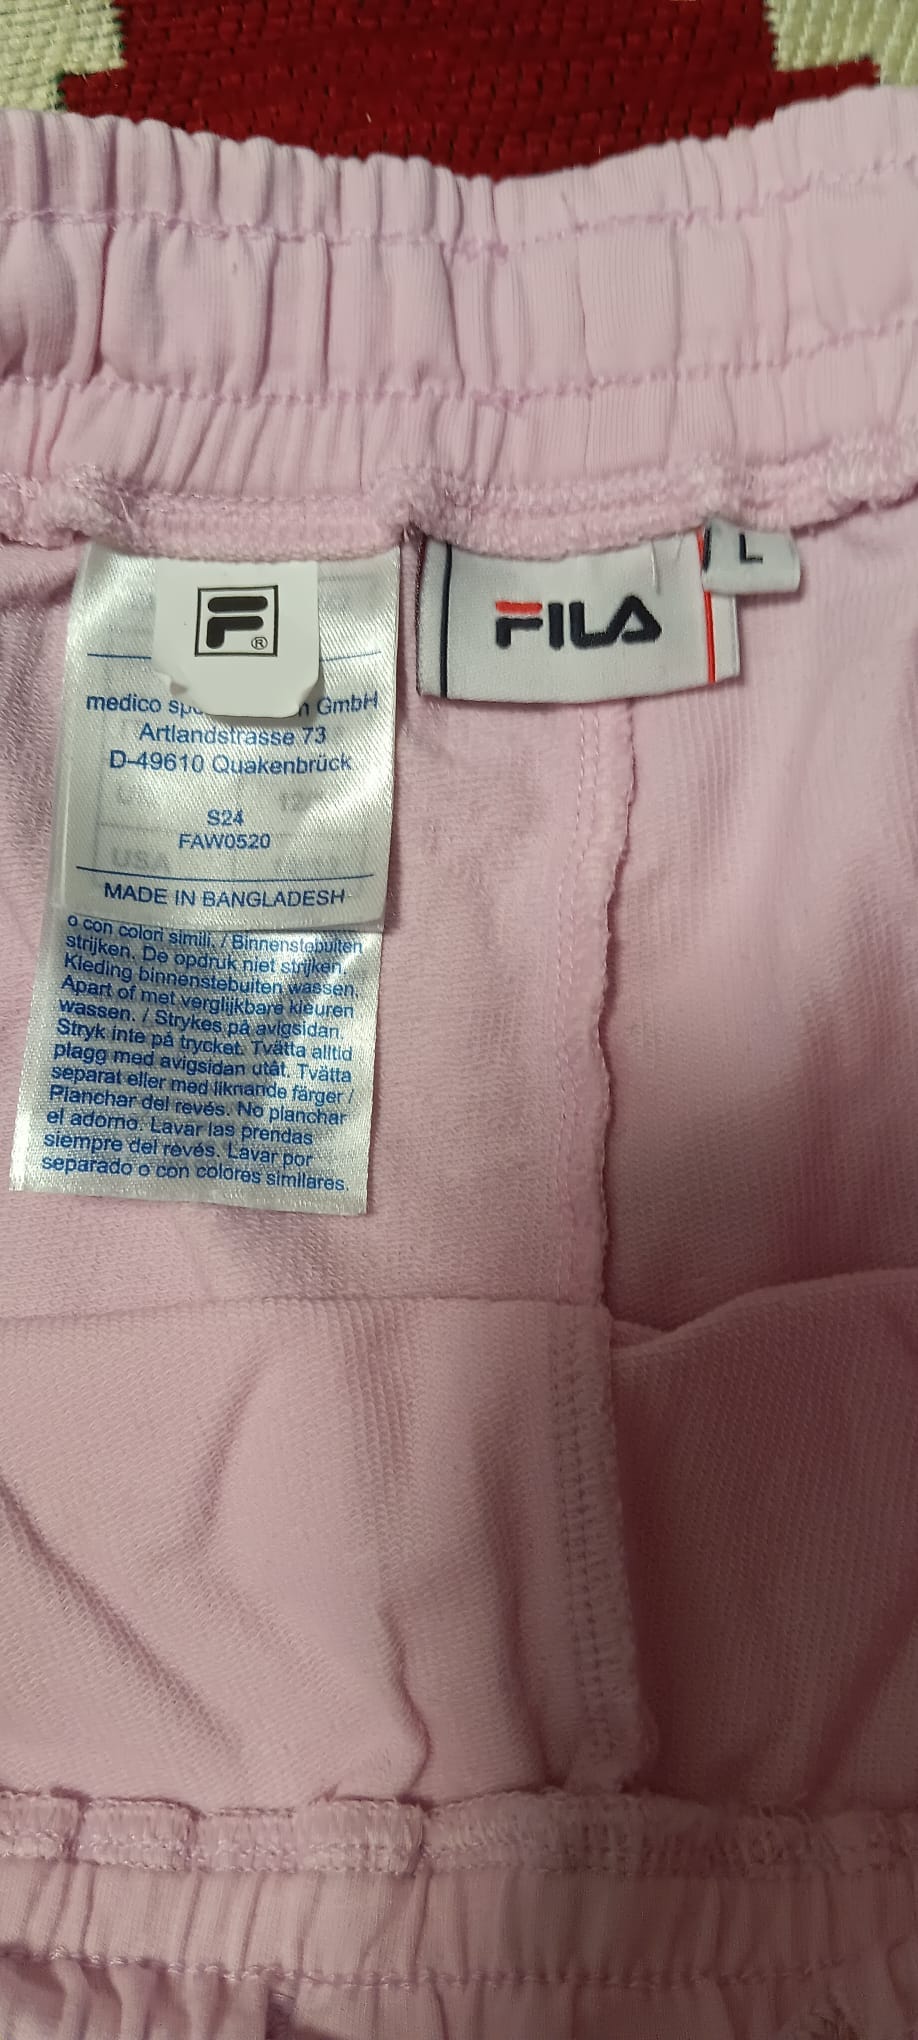 F®
FILA
L
medico GmbH
Artlandstrasse 73
D-49610 Quakenbrück
S24
FAW0520
USA
MADE IN BANGLADESH
o con colori simili. / Binnenstebuiten
strijken. De opdruk niet strijken.
Kleding binnenstebuiten wassen.
Apart of met verglijkbare kleuren
wassen. / Strykes på avigsidan.
Stryk inte på trycket. Tvätta alltid
plagg med avigsidan utåt. Tvätta
separat eller med liknande färger /
Planchar del revés. No planchar
el adorno. Lavar las prendas
siempre del revés. Lavar por
separado o con colores similares.